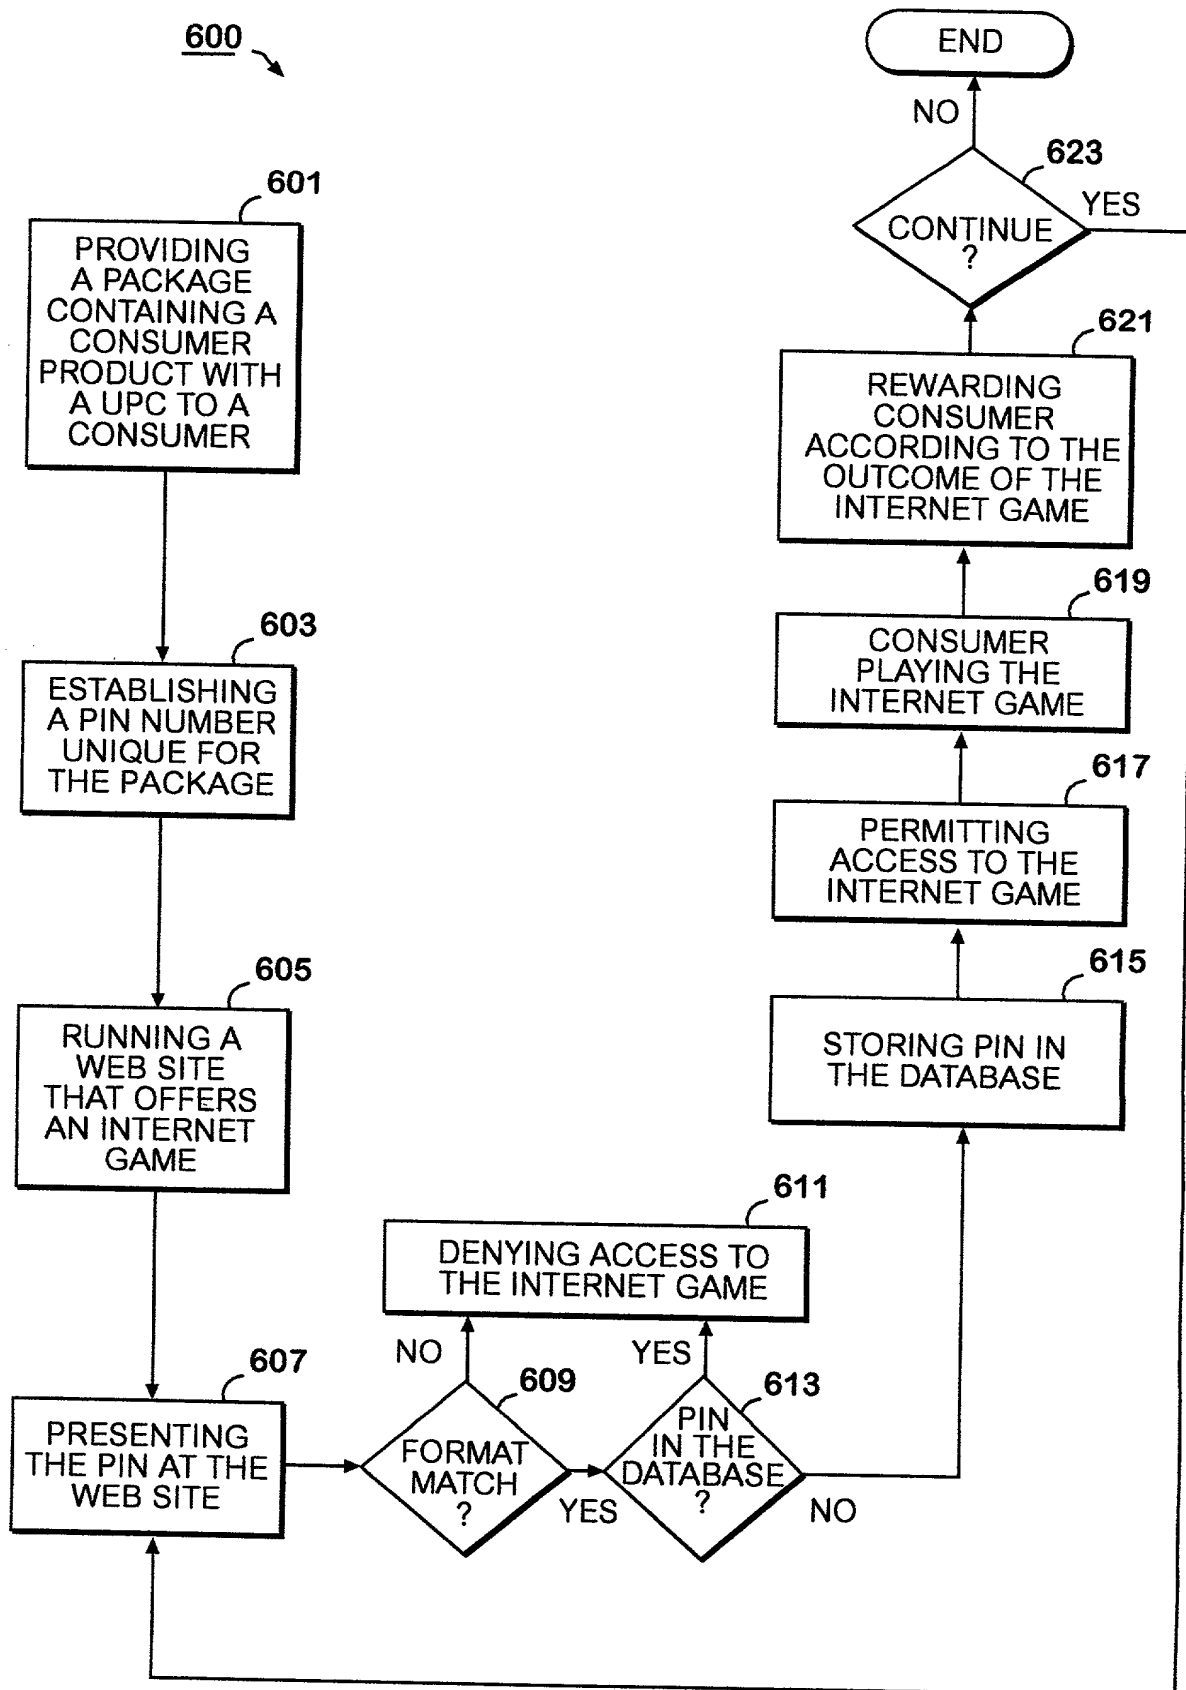 600
601
PROVIDING
A PACKAGE
CONTAINING A
CONSUMER
PRODUCT WITH
A UPC TO A
CONSUMER
603
ESTABLISHING
A PIN NUMBER
UNIQUE FOR
THE PACKAGE
605
RUNNING A
WEB SITE
THAT OFFERS
AN INTERNET
GAME
607
PRESENTING
THE PIN AT THE
WEB SITE
609
FORMAT
MATCH
?
NO
YES
611
DENYING ACCESS TO
THE INTERNET GAME
613
PIN
IN THE
DATABASE
?
YES
NO
615
STORING PIN IN
THE DATABASE
617
PERMITTING
ACCESS TO THE
INTERNET GAME
619
CONSUMER
PLAYING THE
INTERNET GAME
621
REWARDING
CONSUMER
ACCORDING TO THE
OUTCOME OF THE
INTERNET GAME
623
CONTINUE
?
YES
NO
END